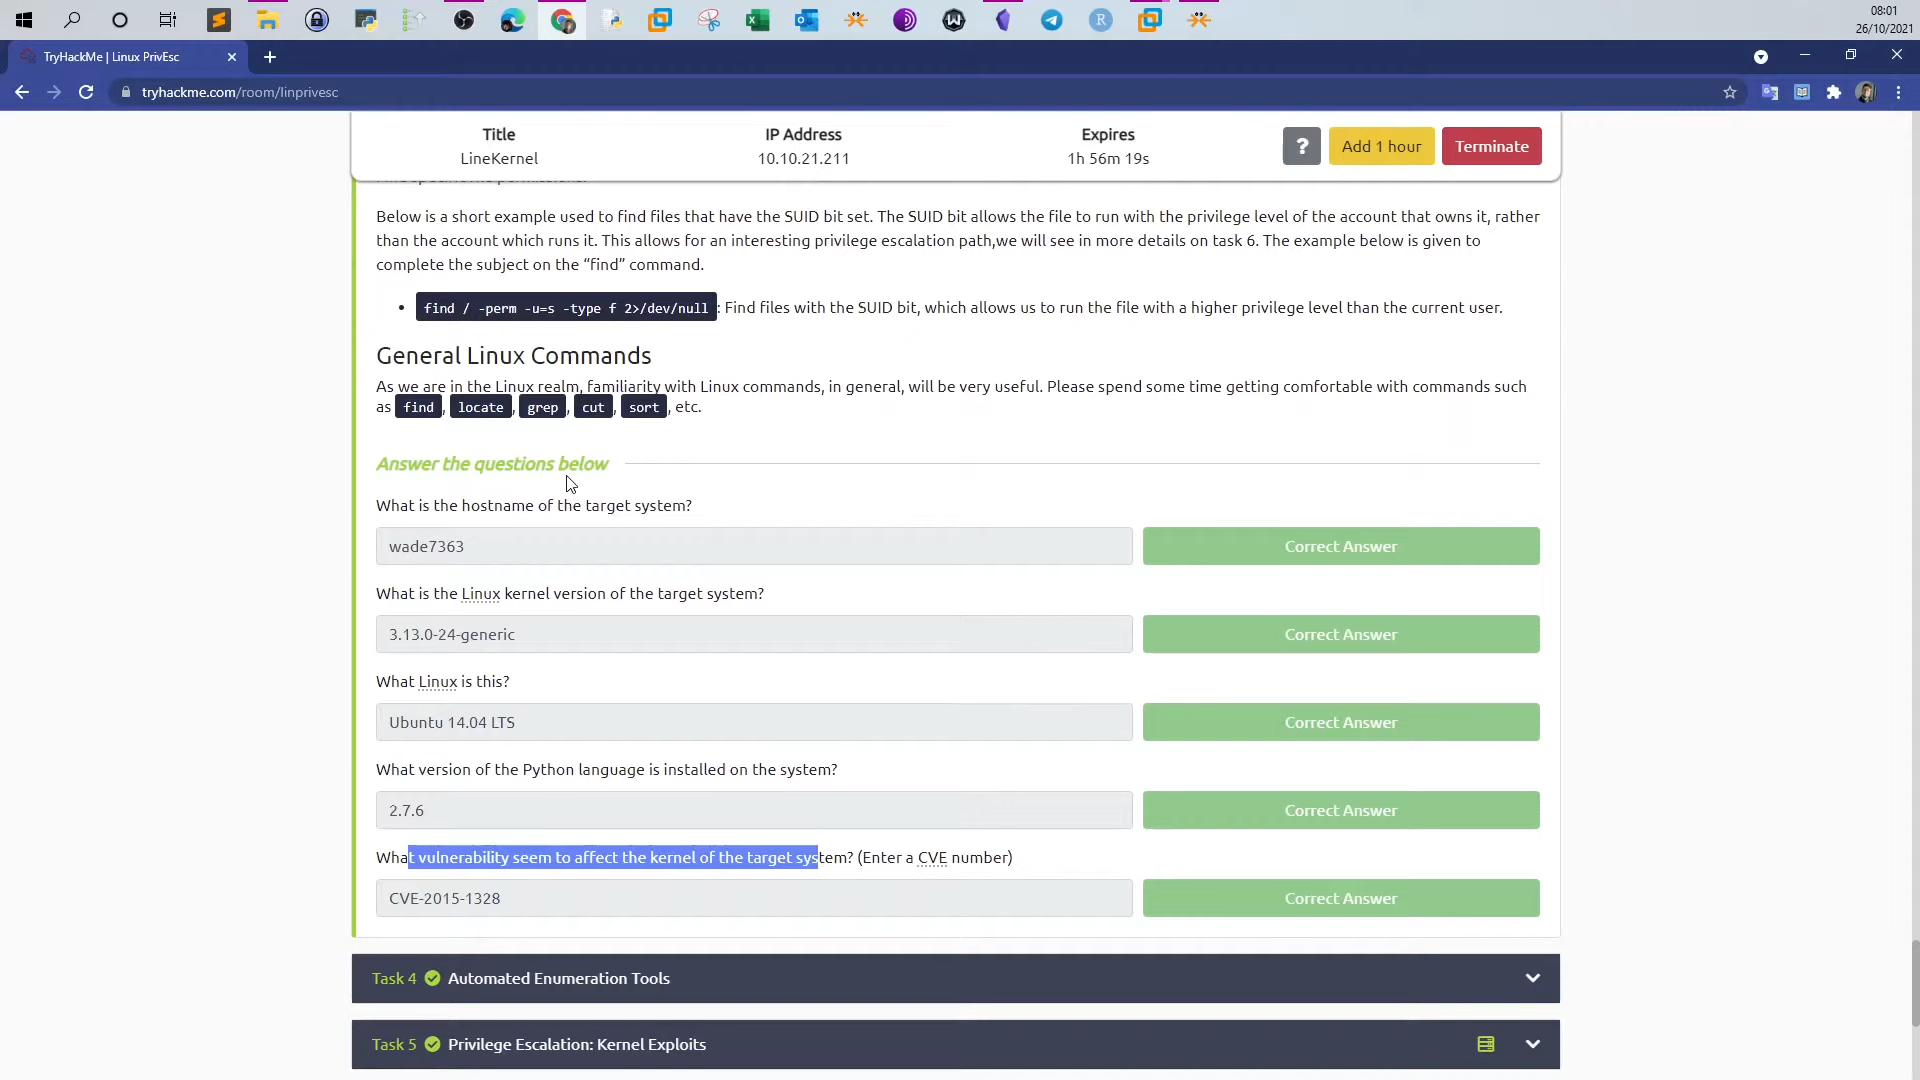 08:01
26/10/2021
TryHackMe | Linux PrivEsc
tryhackme.com/room/linprivesc
Title
IP Address
Expires
LineKernel
10.10.21.211
1h 56m 19s
?
Add 1 hour
Terminate
Below is a short example used to find files that have the SUID bit set. The SUID bit allows the file to run with the privilege level of the account that owns it, rather
than the account which runs it. This allows for an interesting privilege escalation path,we will see in more details on task 6. The example below is given to
complete the subject on the “find” command.
• find / -perm -u=s -type f 2>/dev/null: Find files with the SUID bit, which allows us to run the file with a higher privilege level than the current user.
General Linux Commands
As we are in the Linux realm, familiarity with Linux commands, in general, will be very useful. Please spend some time getting comfortable with commands such
as find, locate, grep, cut, sort, etc.
Answer the questions below
What is the hostname of the target system?
wade7363
Correct Answer
What is the Linux kernel version of the target system?
3.13.0-24-generic
Correct Answer
What Linux is this?
Ubuntu 14.04 LTS
Correct Answer
What version of the Python language is installed on the system?
2.7.6
Correct Answer
What vulnerability seem to affect the kernel of the target system? (Enter a CVE number)
CVE-2015-1328
Correct Answer
Task 4 Automated Enumeration Tools
Task 5 Privilege Escalation: Kernel Exploits